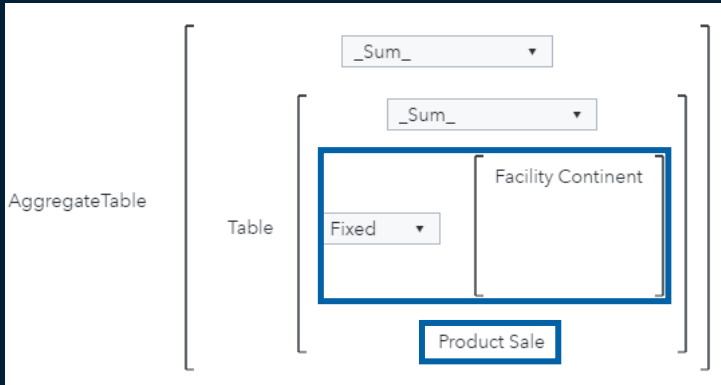 _Sum_
_Sum_
Facility Continent
AggregateTable
Table
Fixed
Product Sale